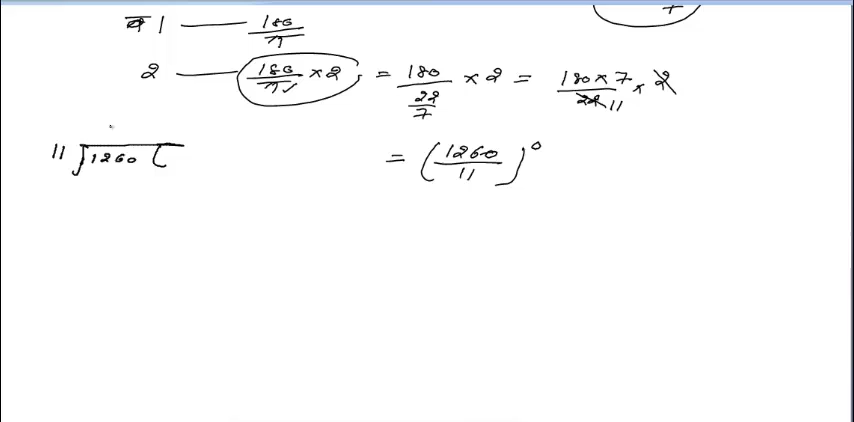 1 — 180/π
2 — 180/π × 2 = 180/(22/7) × 2 = (180 × 7)/(22 11) × 2
11)1260( = (1260/11)°